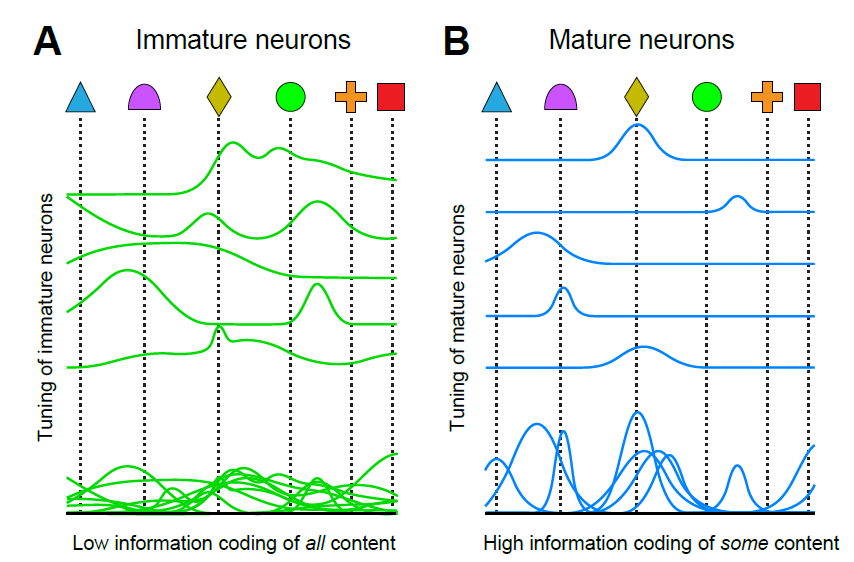 A
Immature neurons
Tuning of immature neurons
Low information coding of all content
B
Mature neurons
Tuning of mature neurons
High information coding of some content